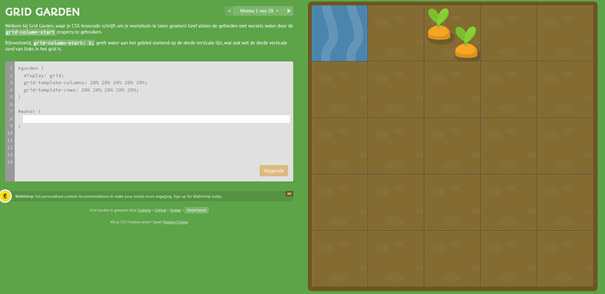 GRID GARDEN
◀ Niveau 1 van 28 ▶
Welkom bij Grid Garden, waar je CSS iterencode schrijft om je worteltuin te laten groeien! Geef alleen de gebieden met wortels water door de
grid-column-start property te gebruiken.
Bijvoorbeeld, grid-column-start: 3; geeft water aan het gebied startend op de derde verticale lijn, wat ook wel de derde verticale
rand van links in het grid is.
1 #garden {
2 display: grid;
3 grid-template-columns: 20% 20% 20% 20% 20%;
4 grid-template-rows: 20% 20% 20% 20% 20%;
5 }
6
7 #water {
8
9 }
10
11
12
13
14
Volgende
Mailchimp: Get personalized content recommendations to make your emails more engaging. Sign up for Mailchimp today.
Grid Garden is gemaakt door Codepip • GitHub • Twitter • Nederlands
Wil je CSS Flexbox leren? Speel Flexbox Froggy